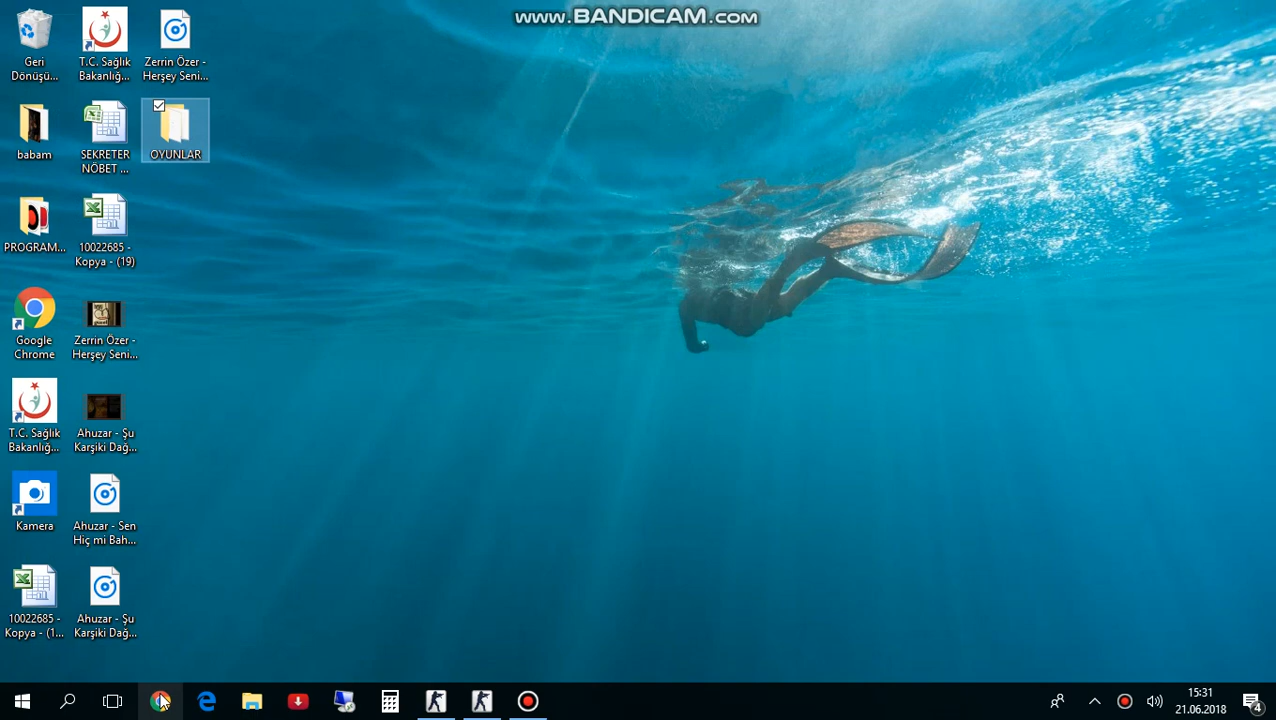 www.BANDICAM.com
Geri
Dönüşü...
T.C. Sağlık
Bakanlığ...
Zerrin Özer -
Herşey Seni...
babam
SEKRETER
NÖBET ...
OYUNLAR
PROGRAM...
10022685 -
Kopya - (19)
Google
Chrome
Zerrin Özer -
Herşey Seni...
T.C. Sağlık
Bakanlığ...
Ahuzar - Şu
Karşiki Dağ...
Kamera
Ahuzar - Sen
Hiç mi Bah...
10022685 -
Kopya - (1...
Ahuzar - Şu
Karşiki Dağ...
15:31
21.06.2018
4